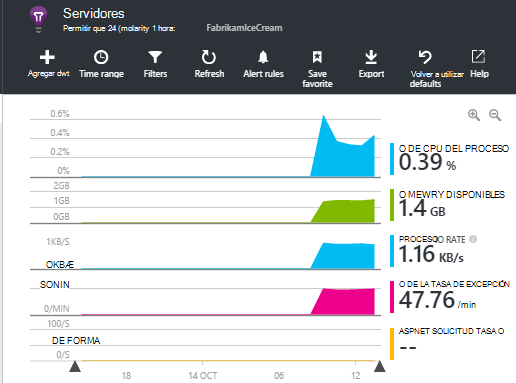 Servidores
Permitir que 24 (molarity 1 hora:
FabrikamIceCream
Agregar dwt
Time range
Filters
Refresh
Alert rules
Save favorite
Export
Volver a utilizar defaults
Help
0.6%
0.4%
0.2%
0%
O DE CPU DEL PROCESO
0.39 %
2GB
1GB
0GB
O MEWRY DISPONIBLES
1.4 GB
1KB/S
OKBÆ
PROCESO RATE
1.16 KB/s
SONIN
0/MIN
O DE LA TASA DE EXCEPCIÓN
47.76 /min
100/S
DE FORMA
0/S
ASPNET SOLICITUD TASA O
--
18
14 OCT
06
12